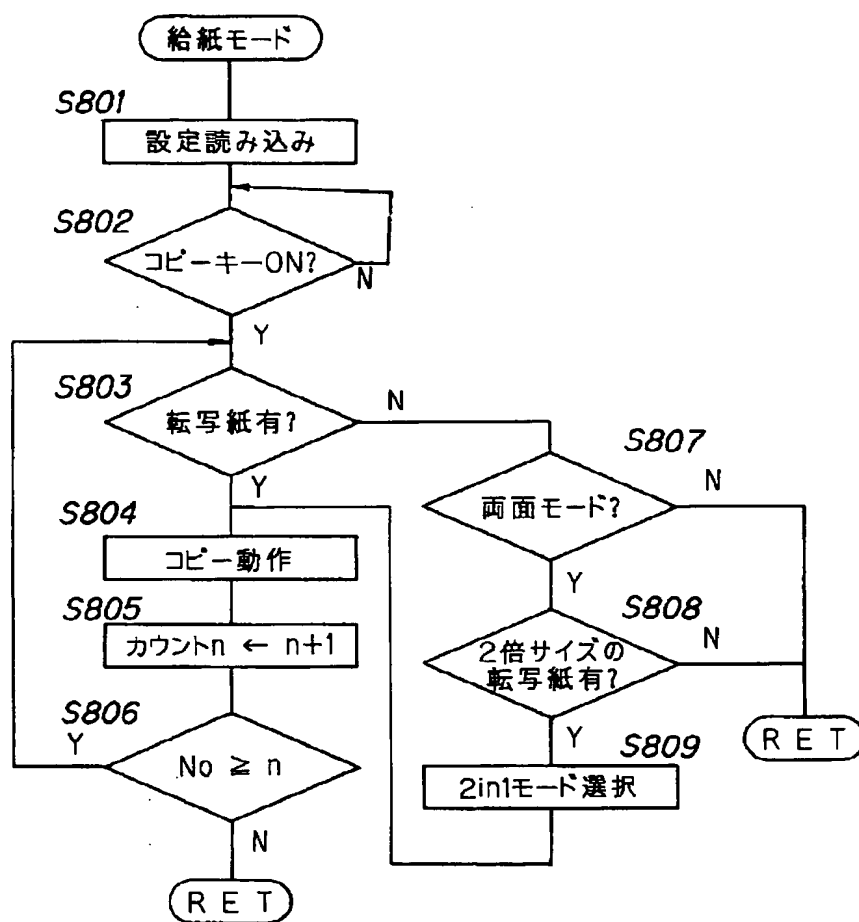 給紙モード
S801
設定読み込み
S802
コピーキーON?
N
Y
S803
転写紙有?
N
Y
S804
コピー動作
S805
カウントn ← n+1
S806
Y
No ≧ n
N
RET
S807
両面モード?
N
Y
S808
2倍サイズの
転写紙有?
N
Y
S809
2in1モード選択
RET